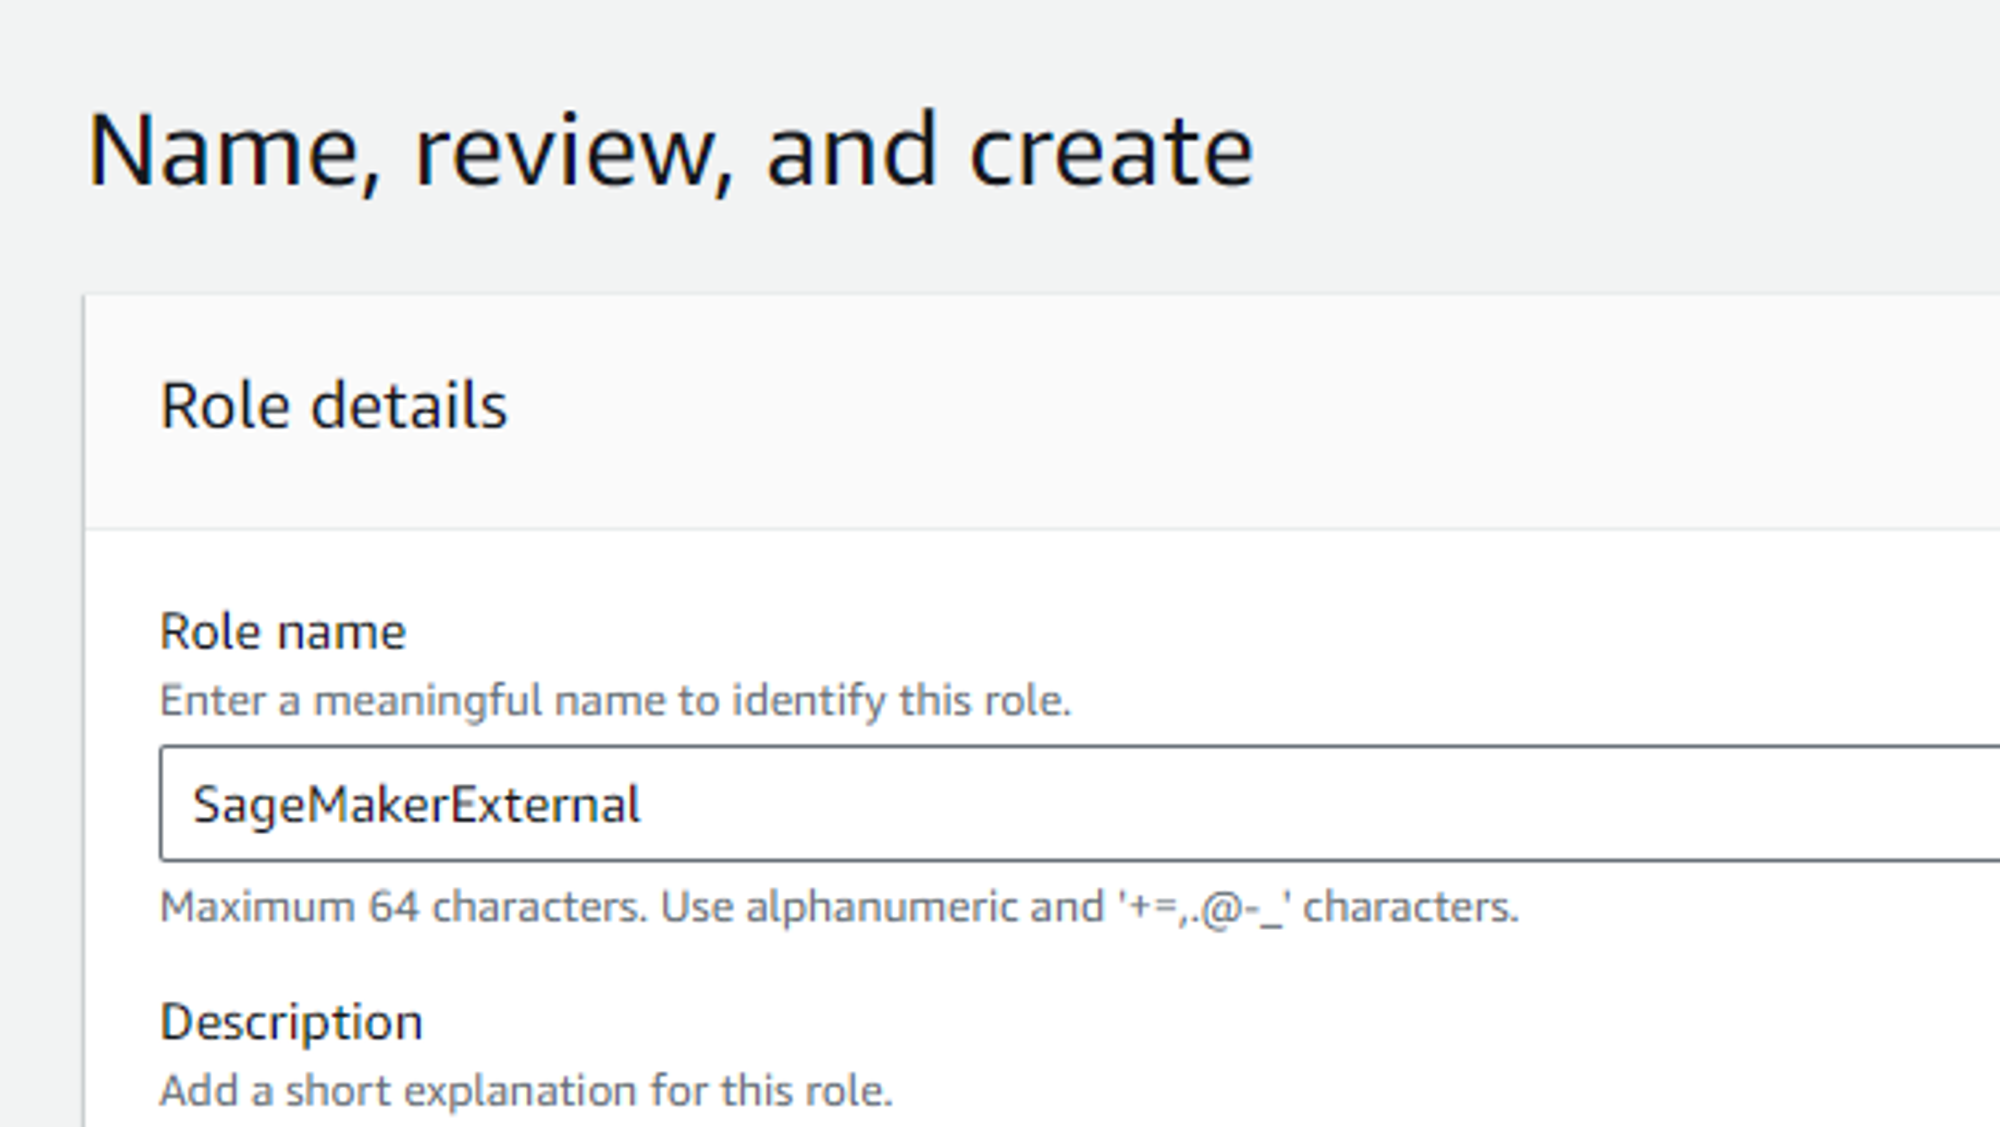 Name, review, and create
Role details
Role name
Enter a meaningful name to identify this role.
SageMakerExternal
Maximum 64 characters. Use alphanumeric and '+=,.@-_' characters.
Description
Add a short explanation for this role.